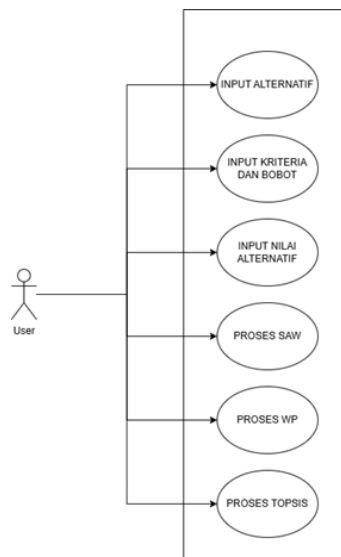 INPUT ALTERNATIF
INPUT KRITERIA
DAN BOBOT
INPUT NILAI
ALTERNATIF
User
PROSES SAW
PROSES WP
PROSES TOPSIS